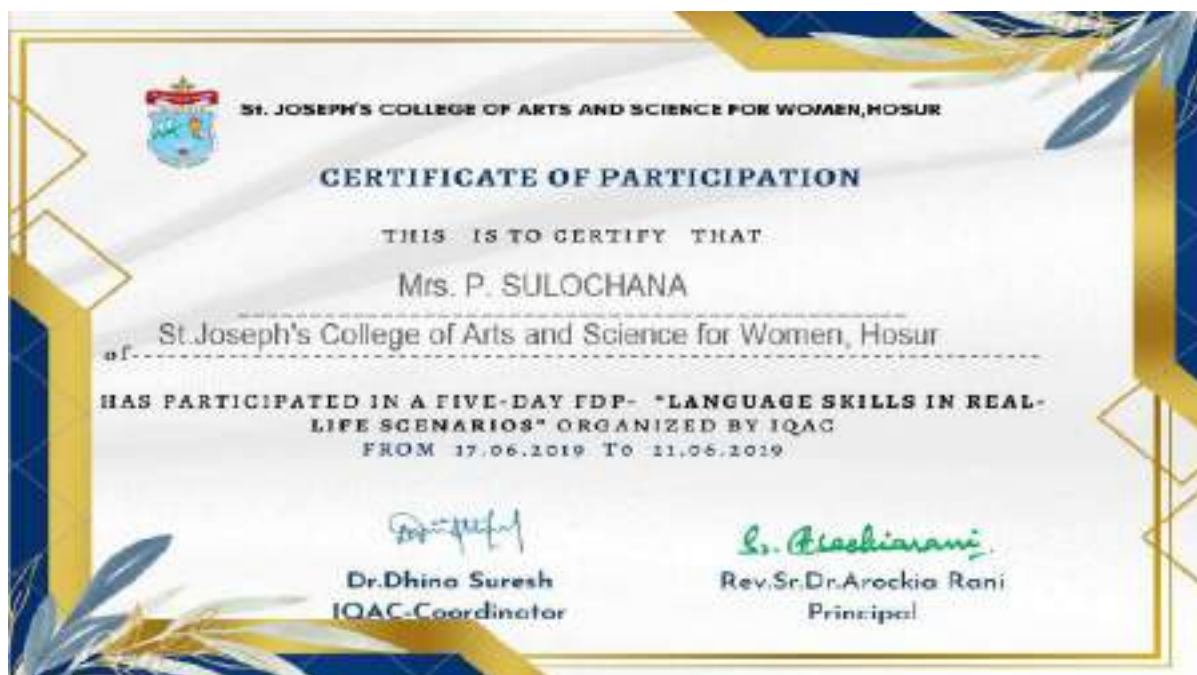 St. JOSEPH'S COLLEGE OF ARTS AND SCIENCE FOR WOMEN,HOSUR
CERTIFICATE OF PARTICIPATION
THIS IS TO CERTIFY THAT
Mrs. P. SULOCHANA
of St.Joseph's College of Arts and Science for Women, Hosur
HAS PARTICIPATED IN A FIVE-DAY FDP- "LANGUAGE SKILLS IN REAL-
LIFE SCENARIOS" ORGANIZED BY IQAC
FROM 17.06.2019 To 21.06.2019
Sr. Arockiarani
Dr.Dhina Suresh Rev.Sr.Dr.Arockia Rani
IQAC-Coordinator Principal